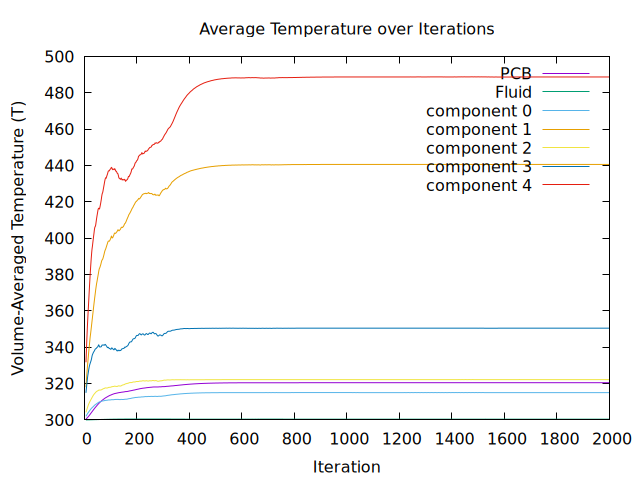 Average Temperature over Iterations
Volume-Averaged Temperature (T)
500
480
460
440
420
400
380
360
340
320
300
PCB
Fluid
component 0
component 1
component 2
component 3
component 4
0 200 400 600 800 1000 1200 1400 1600 1800 2000
Iteration